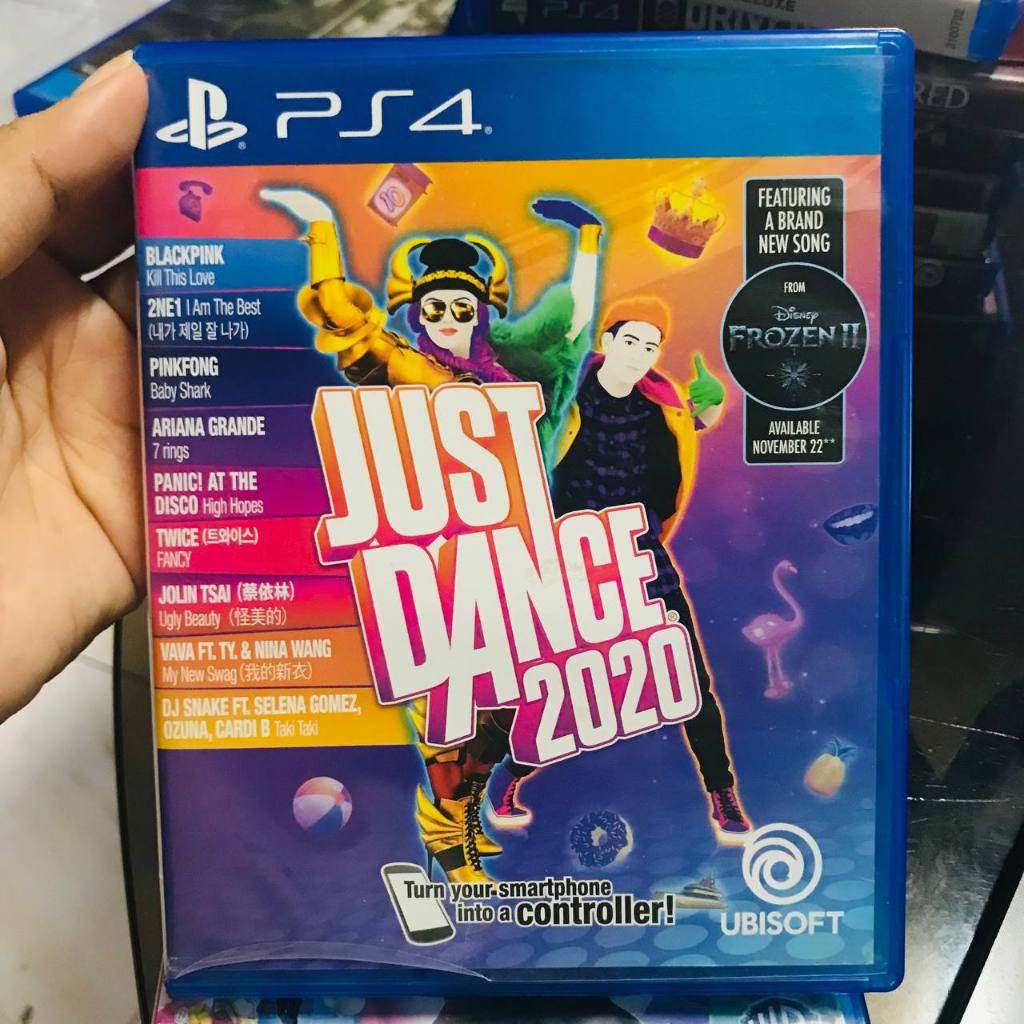 PS4
DRIVE
RED
PS4
BLACKPINK
Kill This Love
2NE1 I Am The Best
(내가 제일 잘 나가)
PINKFONG
Baby Shark
ARIANA GRANDE
7 rings
PANIC! AT THE
DISCO High Hopes
TWICE (트와이스)
FANCY
JOLIN TSAI (蔡依林)
Ugly Beauty (怪美的)
VAVA FT. TY. & NINA WANG
My New Swag (我的新衣)
DJ SNAKE FT. SELENA GOMEZ,
OZUNA, CARDI B Taki Taki
FEATURING
A BRAND
NEW SONG
FROM
Disney
FROZEN II
AVAILABLE
NOVEMBER 22**
JUST
DANCE®
2020
Turn your smartphone
into a controller!
UBISOFT